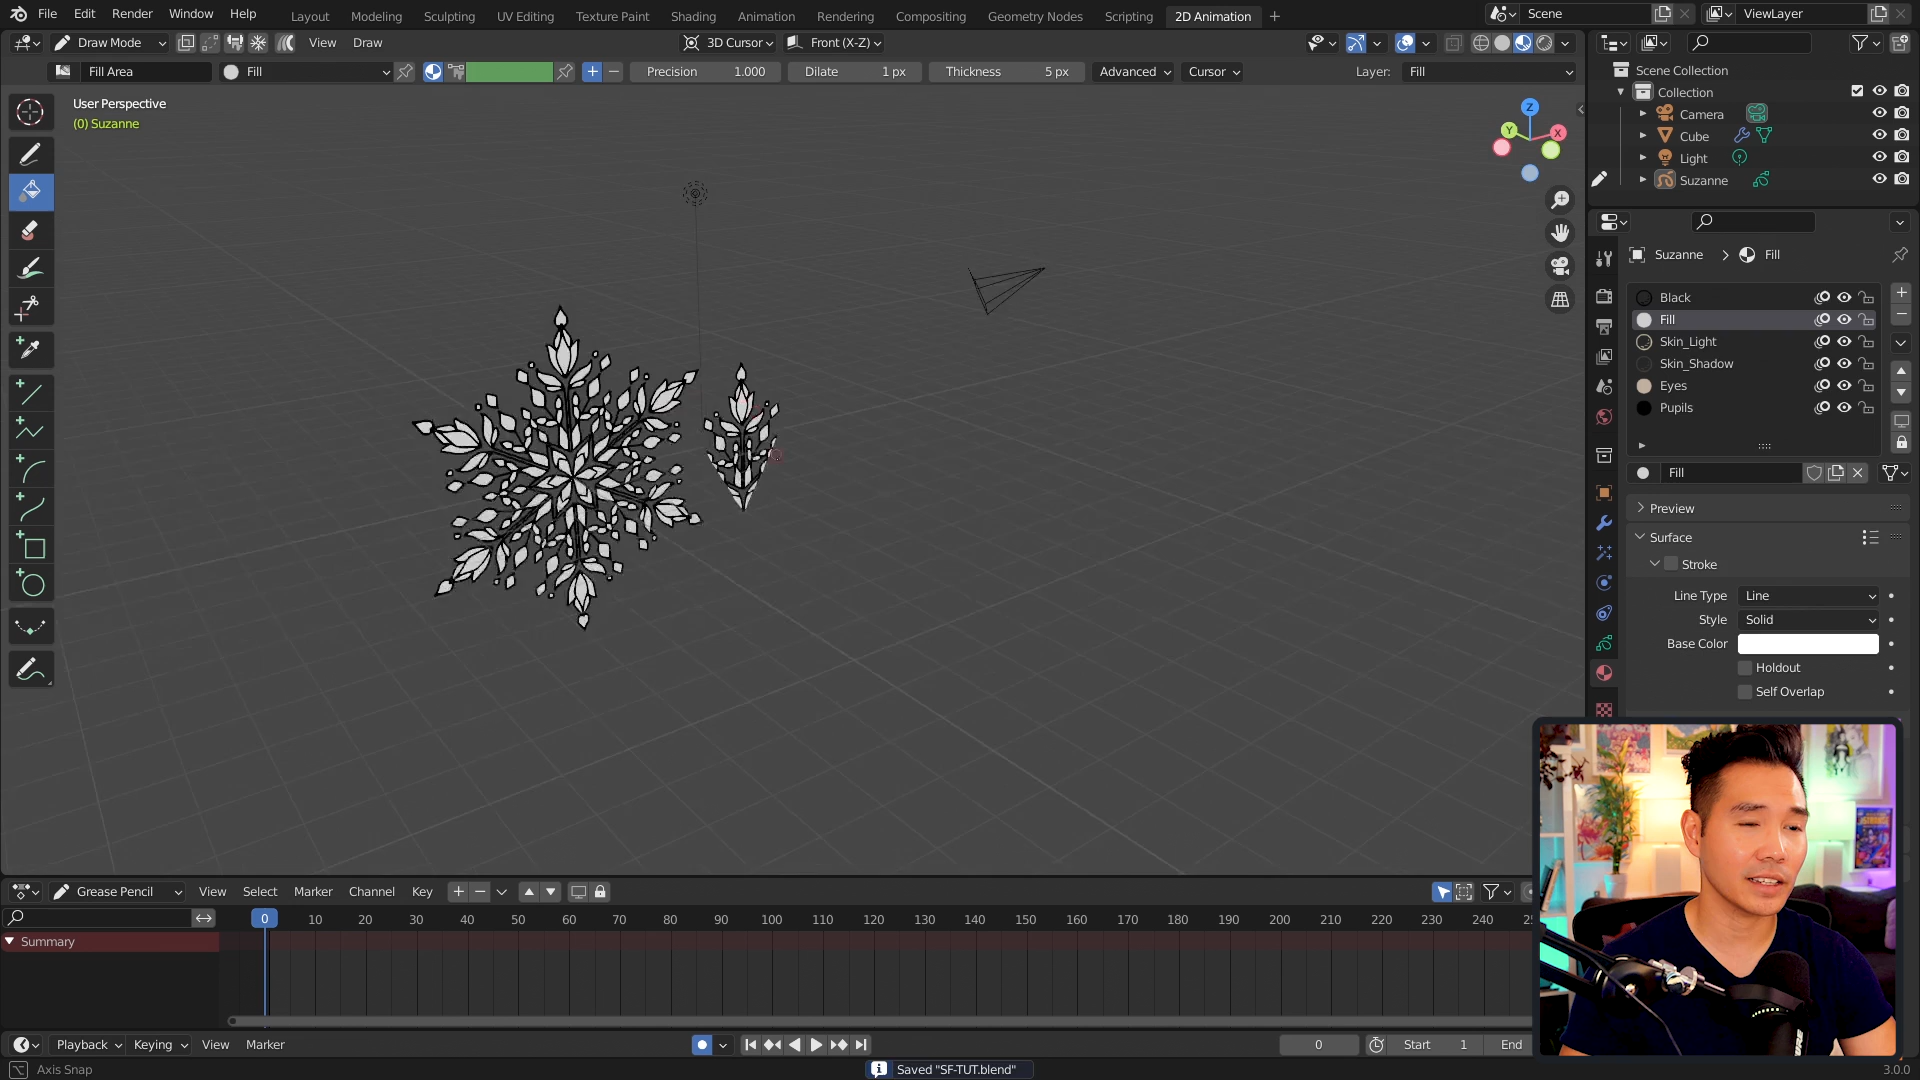 File Edit Render Window Help Layout Modeling Sculpting UV Editing Texture Paint Shading Animation Rendering Compositing Geometry Nodes Scripting 2D Animation + Scene ViewLayer
Draw Mode View Draw 3D Cursor Front (X-Z)
Fill Area Fill Precision 1.000 Dilate 1 px Thickness 5 px Advanced Cursor Layer: Fill
User Perspective
(0) Suzanne
Z
Y X
Scene Collection
Collection
Camera
Cube
Light
Suzanne
Suzanne > Fill
Black
Fill
Skin_Light
Skin_Shadow
Eyes
Pupils
Fill
Preview
Surface
Stroke
Line Type Line
Style Solid
Base Color
Holdout
Self Overlap
Grease Pencil View Select Marker Channel Key
0 10 20 30 40 50 60 70 80 90 100 110 120 130 140 150 160 170 180 190 200 210 220 230 240
Summary
Playback Keying View Marker 0 Start 1 End
Axis Snap Saved "SF-TUT.blend" 3.0.0